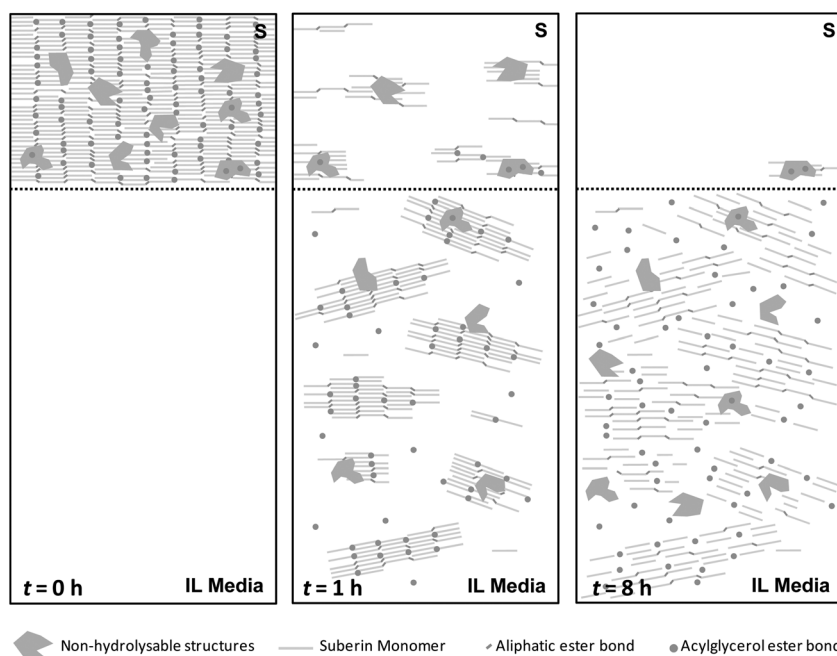 S
S
S
t = 0 h
IL Media
t = 1 h
IL Media
t = 8 h
IL Media
Non-hydrolysable structures
Suberin Monomer
Aliphatic ester bond
Acylglycerol ester bond